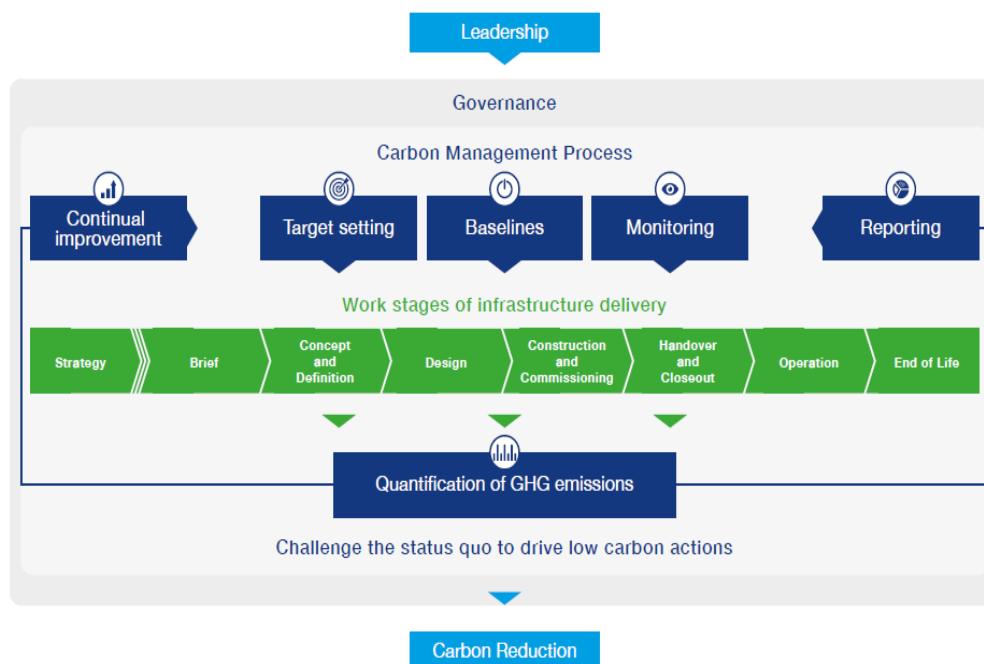 Leadership
Governance
Carbon Management Process
Continual
improvement
Target setting
Baselines
Monitoring
Reporting
Work stages of infrastructure delivery
Strategy
Brief
Concept
and
Definition
Design
Construction
and
Commissioning
Handover
and
Closeout
Operation
End of Life
Quantification of GHG emissions
Challenge the status quo to drive low carbon actions
Carbon Reduction